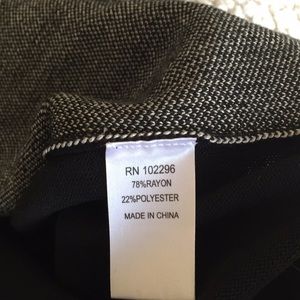 RN 102296
78%RAYON
22%POLYESTER
MADE IN CHINA